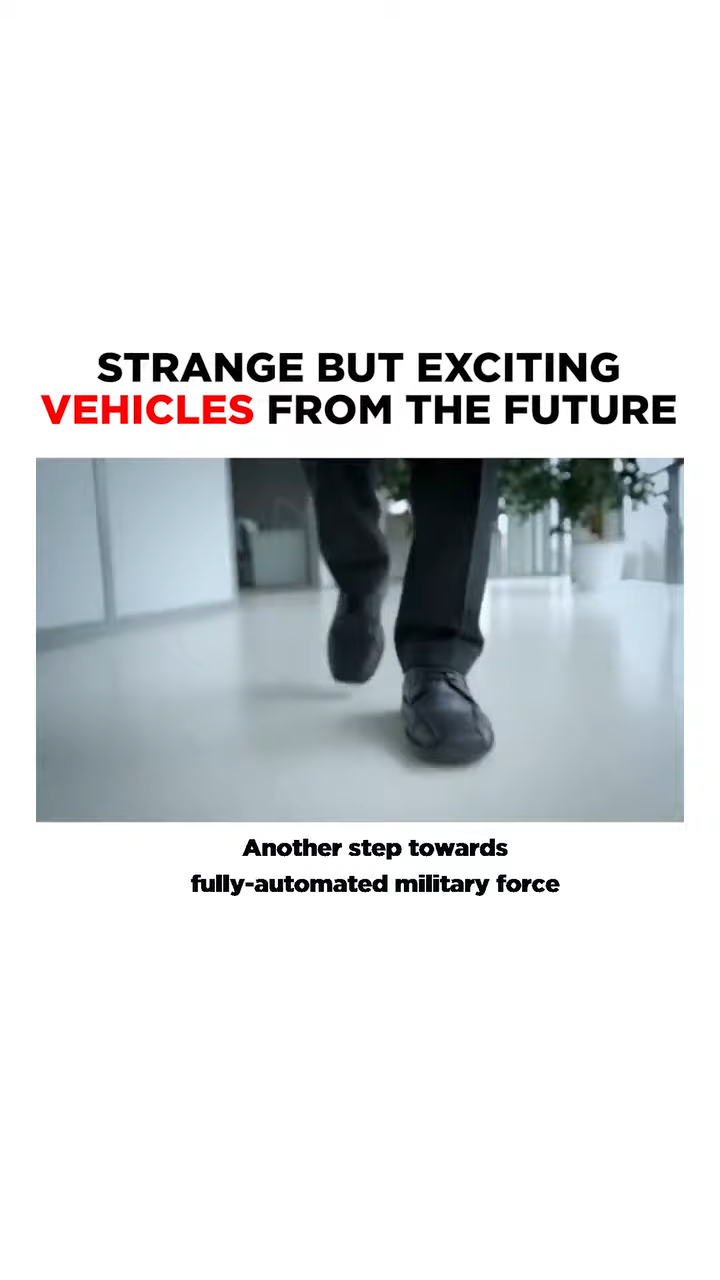 STRANGE BUT EXCITING
VEHICLES FROM THE FUTURE
Another step towards
fully-automated military force